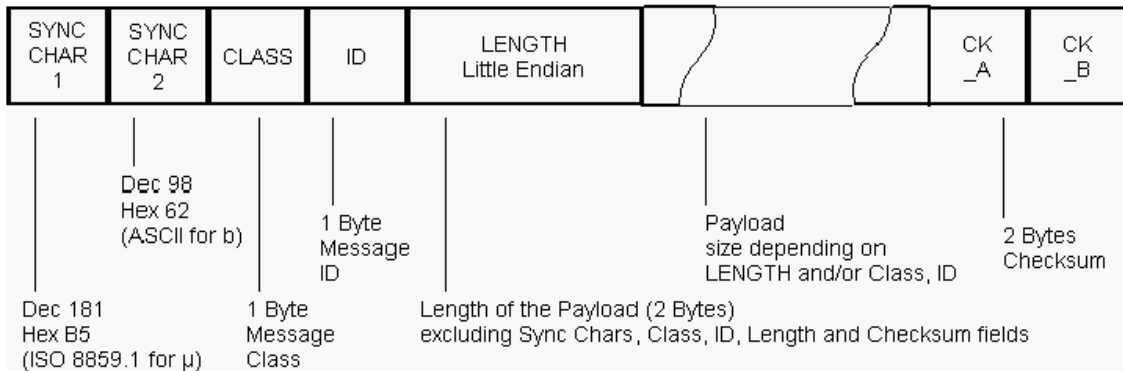 SYNC
CHAR
1
SYNC
CHAR
2
CLASS
ID
LENGTH
Little Endian
CK
_A
CK
_B
Dec 98
Hex 62
(ASCII for b)
1 Byte
Message
ID
Payload
size depending on
LENGTH and/or Class, ID
2 Bytes
Checksum
Dec 181
Hex B5
(ISO 8859.1 for µ)
1 Byte
Message
Class
Length of the Payload (2 Bytes)
excluding Sync Chars, Class, ID, Length and Checksum fields